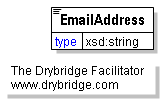 EmailAddress
type xsd:string
The Drybridge Facilitator
www.drybridge.com